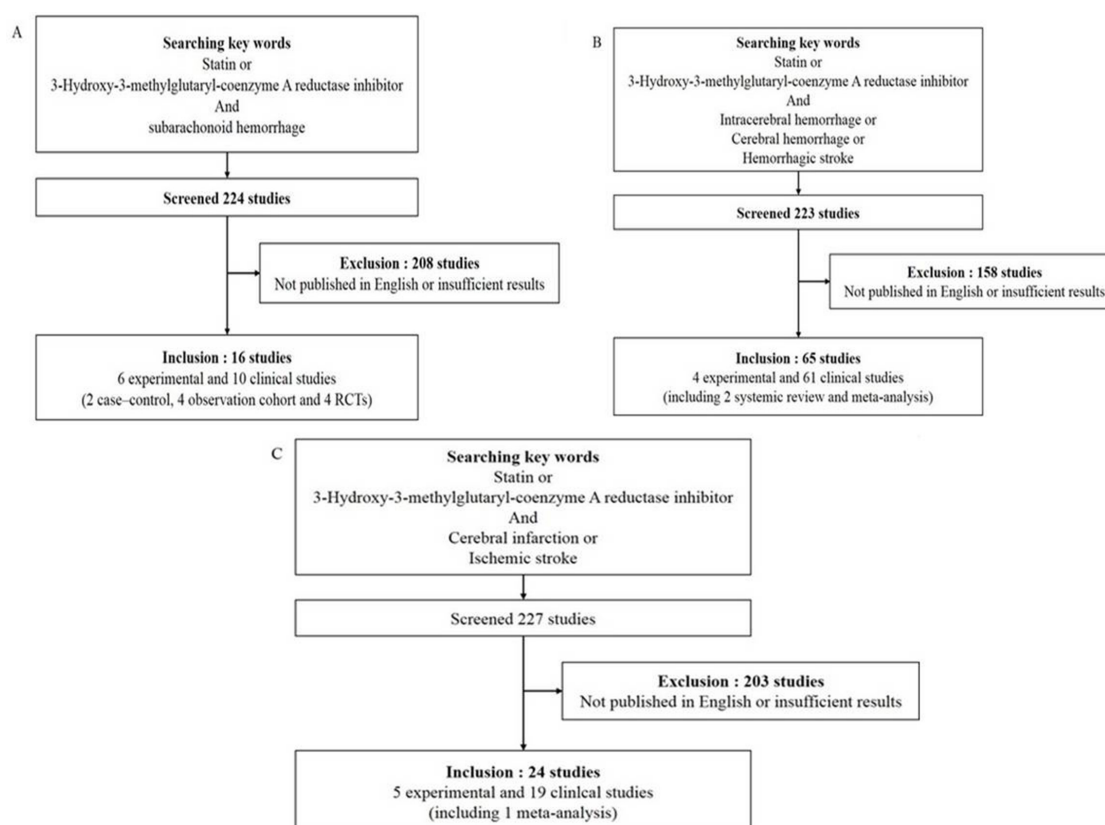 A
Searching key words
Statin or
3-Hydroxy-3-methylglutaryl-coenzyme A reductase inhibitor
And
subarachonoid hemorrhage
Screened 224 studies
Exclusion : 208 studies
Not published in English or insufficient results
Inclusion : 16 studies
6 experimental and 10 clinical studies
(2 case–control, 4 observation cohort and 4 RCTs)
B
Searching key words
Statin or
3-Hydroxy-3-methylglutaryl-coenzyme A reductase inhibitor
And
Intracerebral hemorrhage or
Cerebral hemorrhage or
Hemorrhagic stroke
Screened 223 studies
Exclusion : 158 studies
Not published in English or insufficient results
Inclusion : 65 studies
4 experimental and 61 clinical studies
(including 2 systemic review and meta-analysis)
C
Searching key words
Statin or
3-Hydroxy-3-methylglutaryl-coenzyme A reductase inhibitor
And
Cerebral infarction or
Ischemic stroke
Screened 227 studies
Exclusion : 203 studies
Not published in English or insufficient results
Inclusion : 24 studies
5 experimental and 19 clinlcal studies
(including 1 meta-analysis)